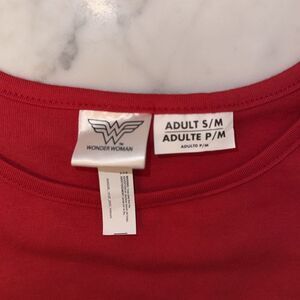 WONDER WOMAN
ADULT S/M
ADULTE P/M
ADULTO P/M